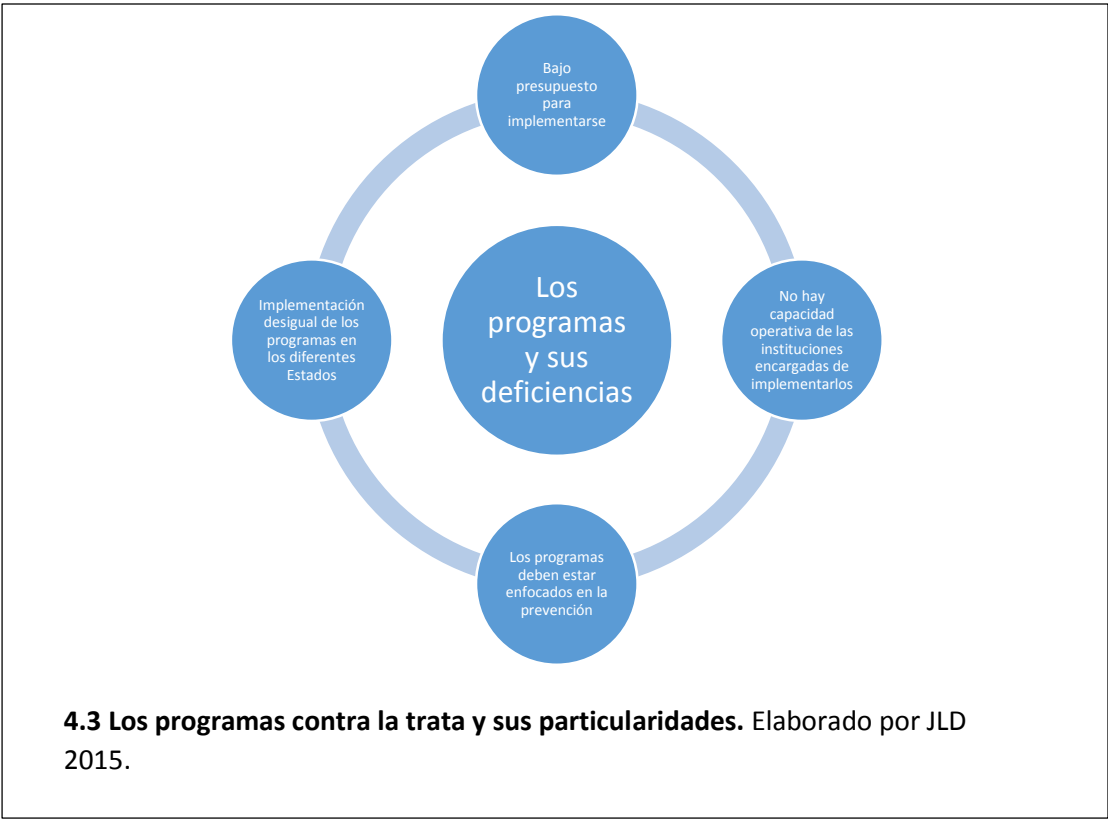 Bajo
presupuesto
para
implementarse
Implementación
desigual de los
programas en
los diferentes
Estados
Los
programas
y sus
deficiencias
No hay
capacidad
operativa de las
instituciones
encargadas de
implementarlos
Los programas
deben estar
enfocados en la
prevención
4.3 Los programas contra la trata y sus particularidades. Elaborado por JLD
2015.